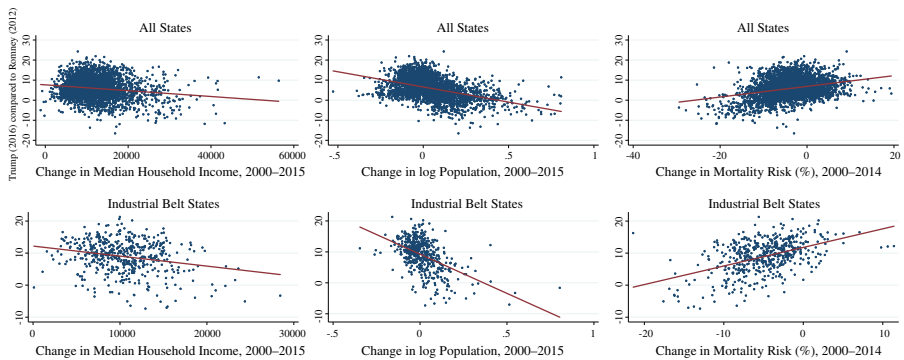 Trump (2016) compared to Romney (2012)
All States
30
20
10
0
-10
-20
0 20000 40000 60000
Change in Median Household Income, 2000–2015
All States
30
20
10
0
-10
-20
-.5 0 .5 1
Change in log Population, 2000–2015
All States
30
20
10
0
-10
-20
-40 -20 0 20
Change in Mortality Risk (%), 2000–2014
Industrial Belt States
20
10
0
-10
0 10000 20000 30000
Change in Median Household Income, 2000–2015
Industrial Belt States
20
10
0
-10
-.5 0 .5 1
Change in log Population, 2000–2015
Industrial Belt States
20
10
0
-10
-20 -10 0 10
Change in Mortality Risk (%), 2000–2014